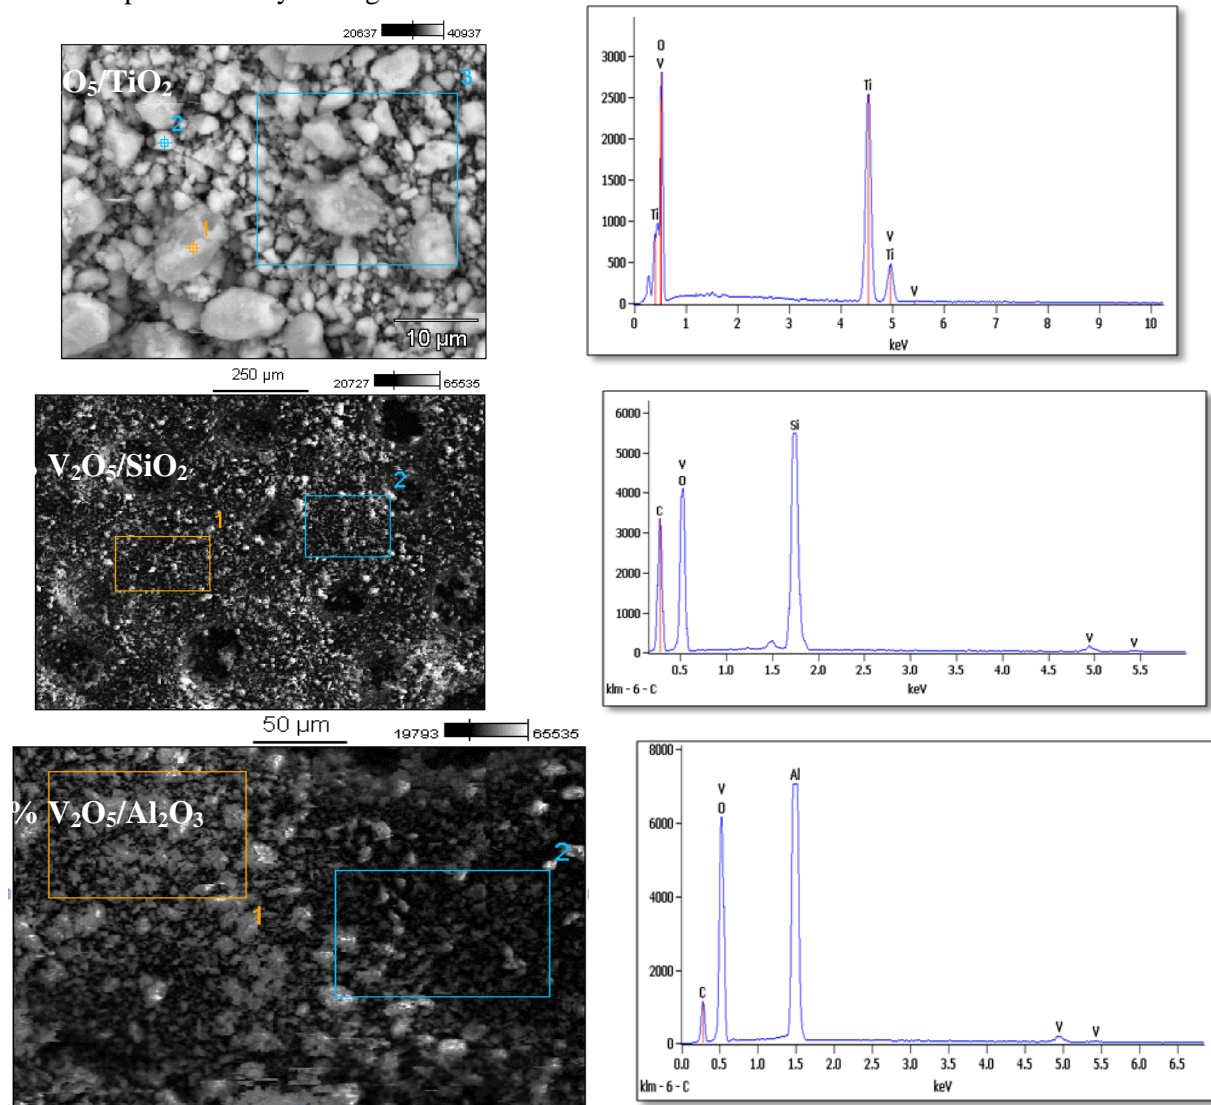 20637 40937
O₅/TiO₂
3
2
1
10 µm
3000
2500
2000
1500
1000
500
0
O
V
Ti
Ti
V
Ti
V
0 1 2 3 4 5 6 7 8 9 10
keV
250 µm
20727 65535
V₂O₅/SiO₂
2
1
6000
5000
4000
3000
2000
1000
0
C
V
O
Si
V V
0.5 1.0 1.5 2.0 2.5 3.0 3.5 4.0 4.5 5.0 5.5
klm - 6 - C keV
50 µm
19793 65535
% V₂O₅/Al₂O₃
2
1
8000
6000
4000
2000
0
C
V
O
Al
V V
0.0 0.5 1.0 1.5 2.0 2.5 3.0 3.5 4.0 4.5 5.0 5.5 6.0 6.5
klm - 6 - C keV